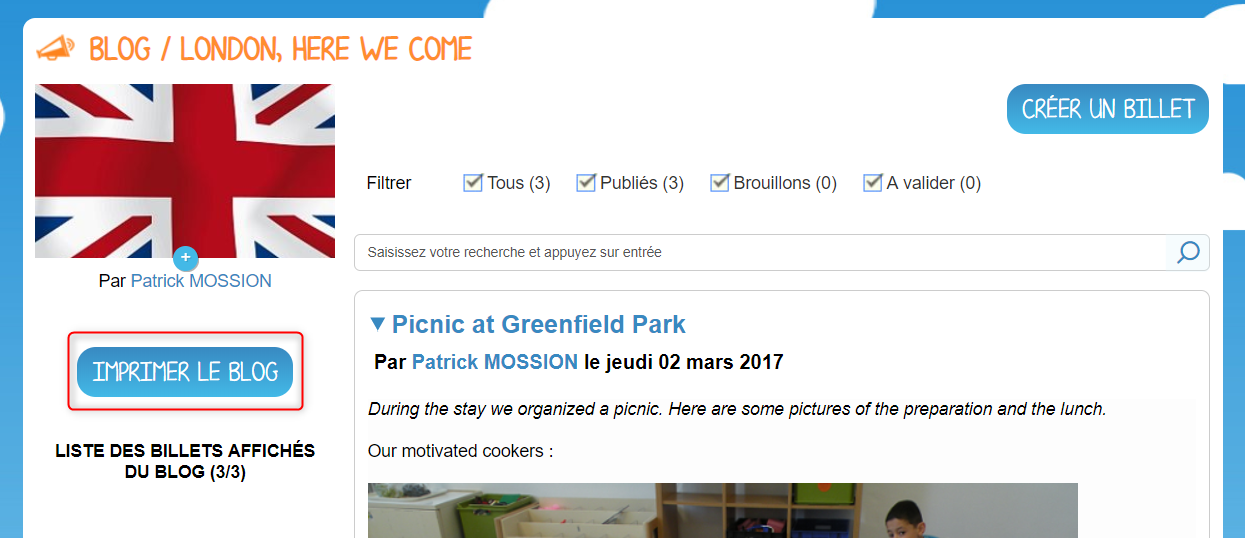 BLOG / LONDON, HERE WE COME
CRÉER UN BILLET
Filtrer Tous (3) Publiés (3) Brouillons (0) A valider (0)
Saisissez votre recherche et appuyez sur entrée
+
Par Patrick MOSSION
IMPRIMER LE BLOG
LISTE DES BILLETS AFFICHÉS
DU BLOG (3/3)
Picnic at Greenfield Park
Par Patrick MOSSION le jeudi 02 mars 2017
During the stay we organized a picnic. Here are some pictures of the preparation and the lunch.
Our motivated cookers :